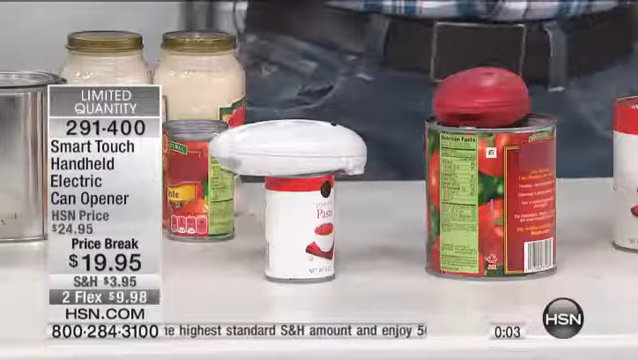 LIMITED
QUANTITY
291-400
Smart Touch
Handheld
Electric
Can Opener
HSN Price
$24.95
Price Break
$19.95
S&H $3.95
2 Flex $9.98
HSN.COM
800-284-3100
e highest standard S&H amount and enjoy 5
0:03
HSN
Paste
Nutrition Facts